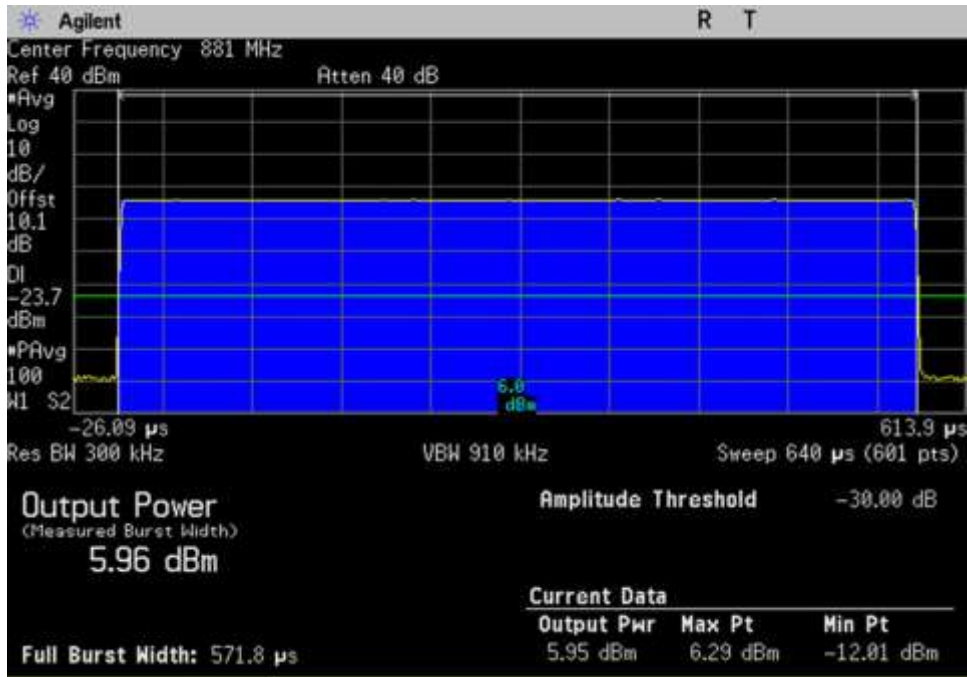 Agilent R T
Center Frequency 881 MHz
Ref 40 dBm Atten 40 dB
*Avg
Log
10
dB/
Offst
10.1
dB
DI
-23.7
dBm
*PAvg
100
W1 S2
6.0
dBm
-26.09 µs 613.9 µs
Res BW 300 kHz VBW 910 kHz Sweep 640 µs (601 pts)
Output Power Amplitude Threshold -30.00 dB
(Measured Burst Width)
5.96 dBm
Current Data
Output Pwr Max Pt Min Pt
5.95 dBm 6.29 dBm -12.01 dBm
Full Burst Width: 571.8 µs